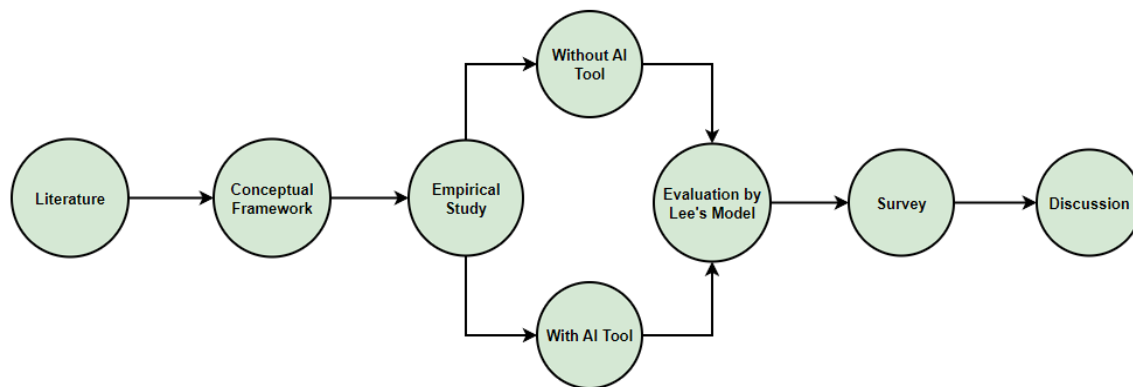 Without AI
Tool
Literature
Conceptual
Framework
Empirical
Study
Evaluation by
Lee's Model
Survey
Discussion
With AI Tool